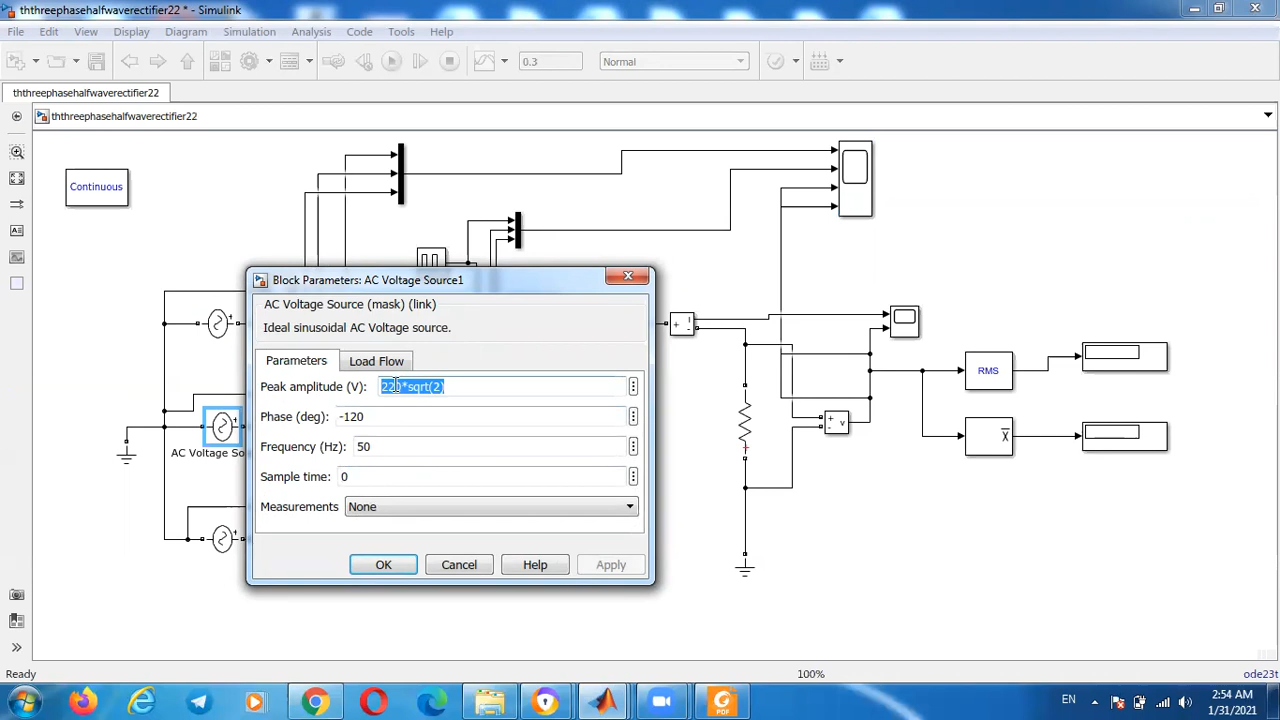 ththreephasehalfwaverectifier22 * - Simulink
File Edit View Display Diagram Simulation Analysis Code Tools Help
0.3 Normal
ththreephasehalfwaverectifier22
ththreephasehalfwaverectifier22
Continuous
Block Parameters: AC Voltage Source1
AC Voltage Source (mask) (link)
Ideal sinusoidal AC Voltage source.
Parameters Load Flow
Peak amplitude (V): 220*sqrt(2)
Phase (deg): -120
Frequency (Hz): 50
Sample time: 0
Measurements None
OK Cancel Help Apply
AC Voltage So
+ I
-
+ v
-
RMS
X
Ready 100% ode23t
EN 2:54 AM
1/31/2021
PDF